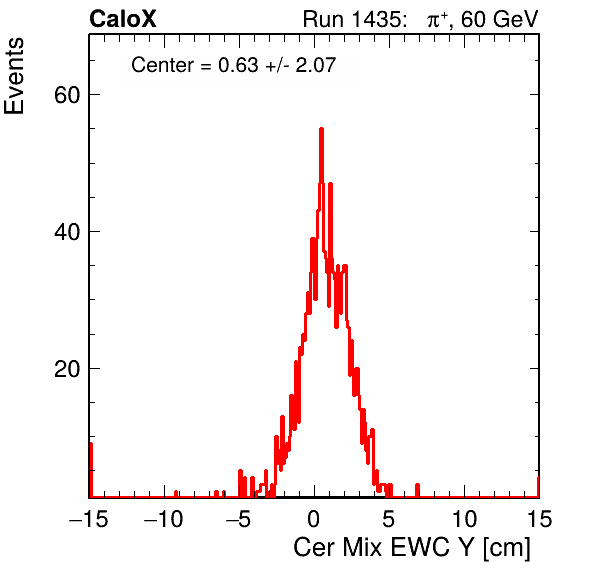 CaloX Run 1435: π⁺, 60 GeV
Events
Center = 0.63 +/- 2.07
60
40
20
−15 −10 −5 0 5 10 15
Cer Mix EWC Y [cm]